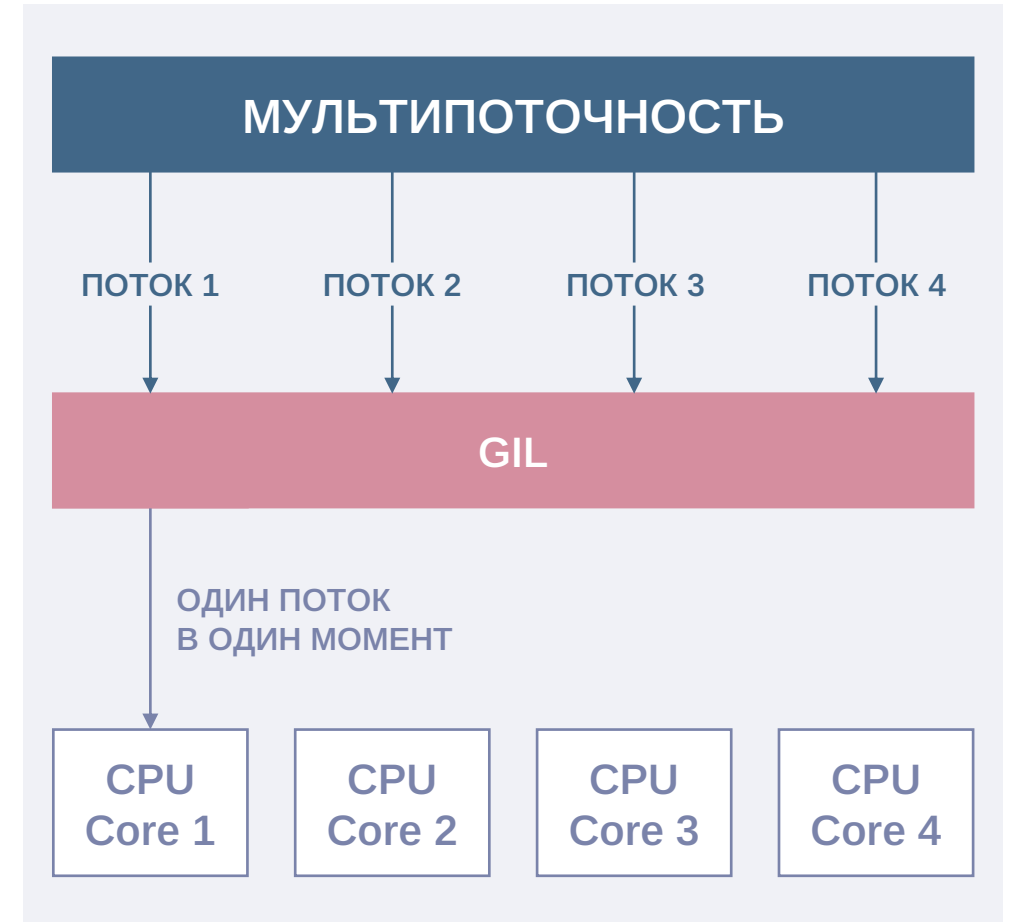 МУЛЬТИПОТОЧНОСТЬ
ПОТОК 1
ПОТОК 2
ПОТОК 3
ПОТОК 4
GIL
ОДИН ПОТОК
В ОДИН МОМЕНТ
CPU
Core 1
CPU
Core 2
CPU
Core 3
CPU
Core 4